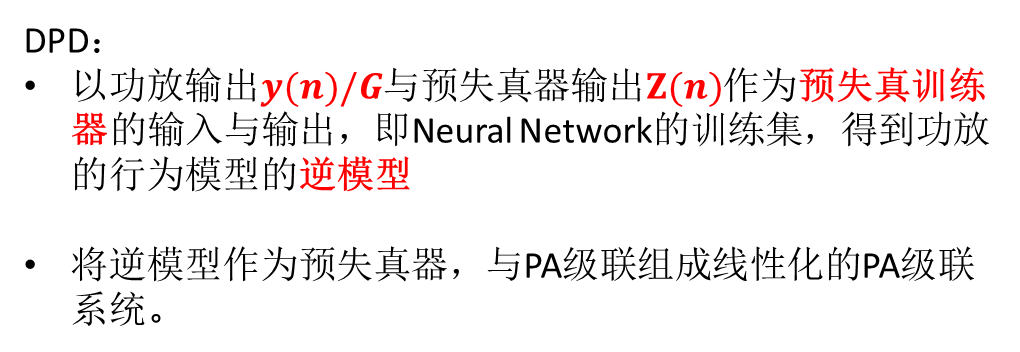 DPD：
• 以功放输出y(n)/G与预失真器输出Z(n)作为预失真训练
器的输入与输出，即Neural Network的训练集，得到功放
的行为模型的逆模型
• 将逆模型作为预失真器，与PA级联组成线性化的PA级联
系统。